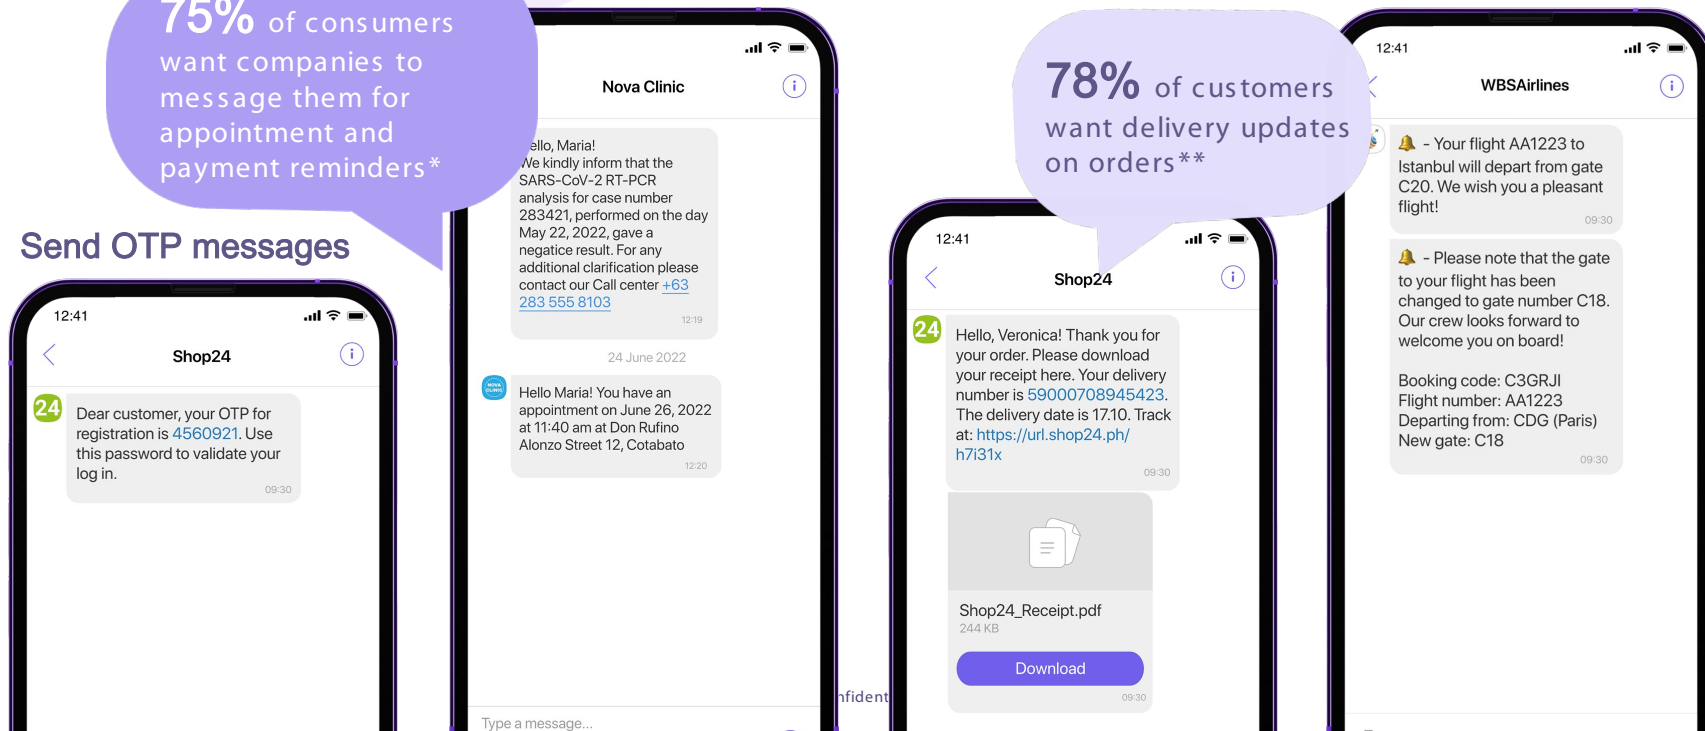 75% of consumers
want companies to
message them for
appointment and
payment reminders*
Send OTP messages
12:41
Shop24
24
Dear customer, your OTP for
registration is 4560921. Use
this password to validate your
log in.
09:30
Nova Clinic
ello, Maria!
We kindly inform that the
SARS-CoV-2 RT-PCR
analysis for case number
283421, performed on the day
May 22, 2022, gave a
negatice result. For any
additional clarification please
contact our Call center +63
283 555 8103
12:19
24 June 2022
NOVA
CLINIC
Hello Maria! You have an
appointment on June 26, 2022
at 11:40 am at Don Rufino
Alonzo Street 12, Cotabato
12:20
Type a message...
nfident
78% of customers
want delivery updates
on orders**
12:41
Shop24
24
Hello, Veronica! Thank you for
your order. Please download
your receipt here. Your delivery
number is 59000708945423.
The delivery date is 17.10. Track
at: https://url.shop24.ph/
h7i31x
09:30
Shop24_Receipt.pdf
244 KB
Download
09:30
12:41
WBSAirlines
- Your flight AA1223 to
Istanbul will depart from gate
C20. We wish you a pleasant
flight!
09:30
- Please note that the gate
to your flight has been
changed to gate number C18.
Our crew looks forward to
welcome you on board!
Booking code: C3GRJI
Flight number: AA1223
Departing from: CDG (Paris)
New gate: C18
09:30